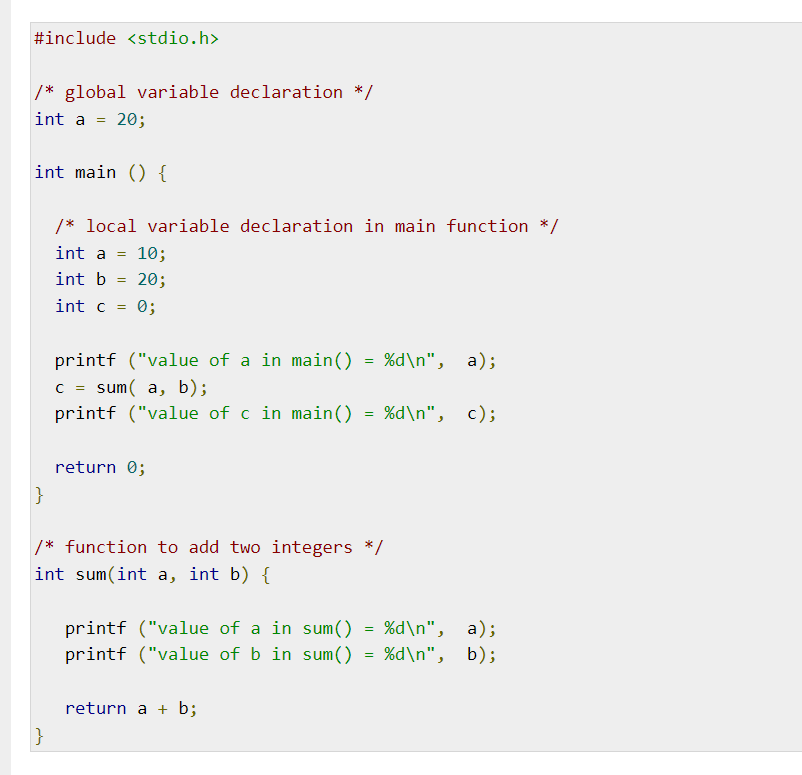 #include <stdio.h>
/* global variable declaration */
int a = 20;
int main () {
/* local variable declaration in main function */
int a = 10;
int b = 20;
int c = 0;
printf ("value of a in main() = %d\n",  a);
c = sum( a, b);
printf ("value of c in main() = %d\n",  c);
return 0;
}
/* function to add two integers */
int sum(int a, int b) {
printf ("value of a in sum() = %d\n",  a);
printf ("value of b in sum() = %d\n",  b);
return a + b;
}